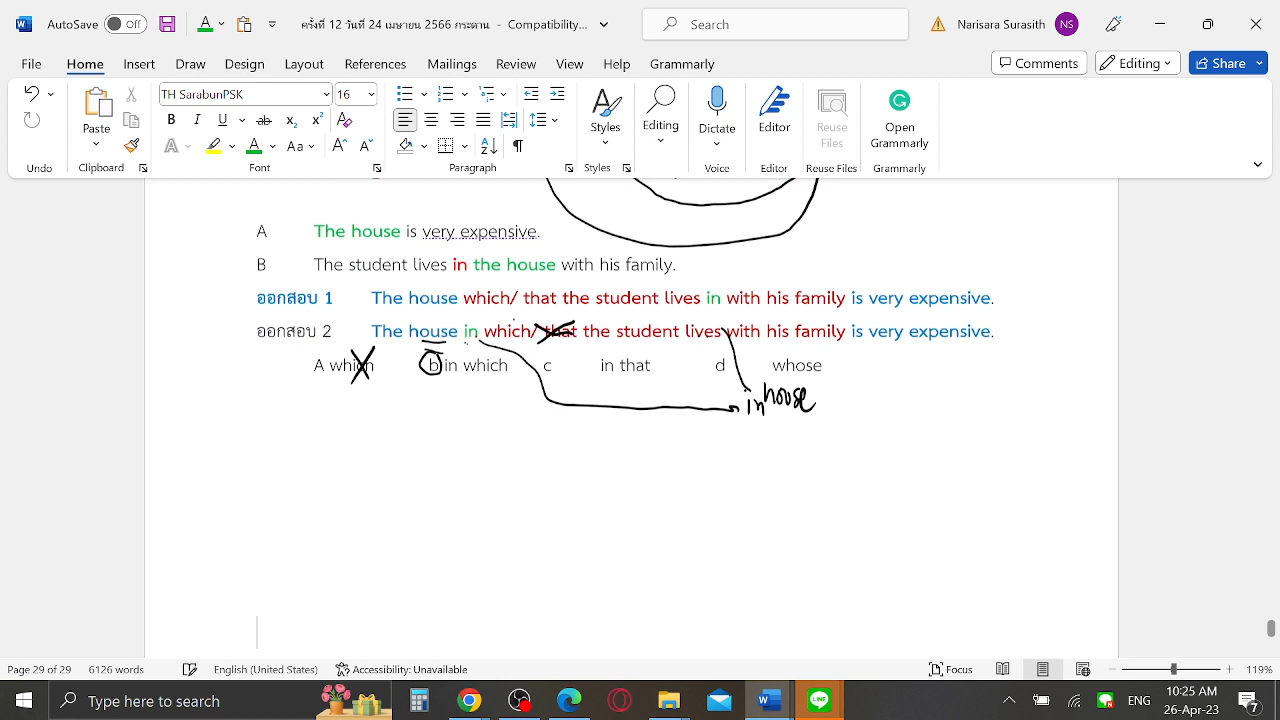 AutoSave Off ครั้งที่ 12 วันที่ 24 เมษายน 2566 กระดาน - Compatibility... Search Narisara Surasith NS
File Home Insert Draw Design Layout References Mailings Review View Help Grammarly Comments Editing Share
TH SarabunPSK 16
Paste Styles Editing Dictate Editor Reuse Files Open Grammarly
Undo Clipboard Font Paragraph Styles Voice Editor Reuse Files Grammarly
A The house is very expensive.
B The student lives in the house with his family.
ออกสอบ 1 The house which/ that the student lives in with his family is very expensive.
ออกสอบ 2 The house in which/ that the student lives with his family is very expensive.
A which b in which c in that d whose
in house
Page 29 of 29 6126 words English (United States) Accessibility: Unavailable Focus 119%
Type here to search LINE ENG 10:25 AM 26-Apr-23 7